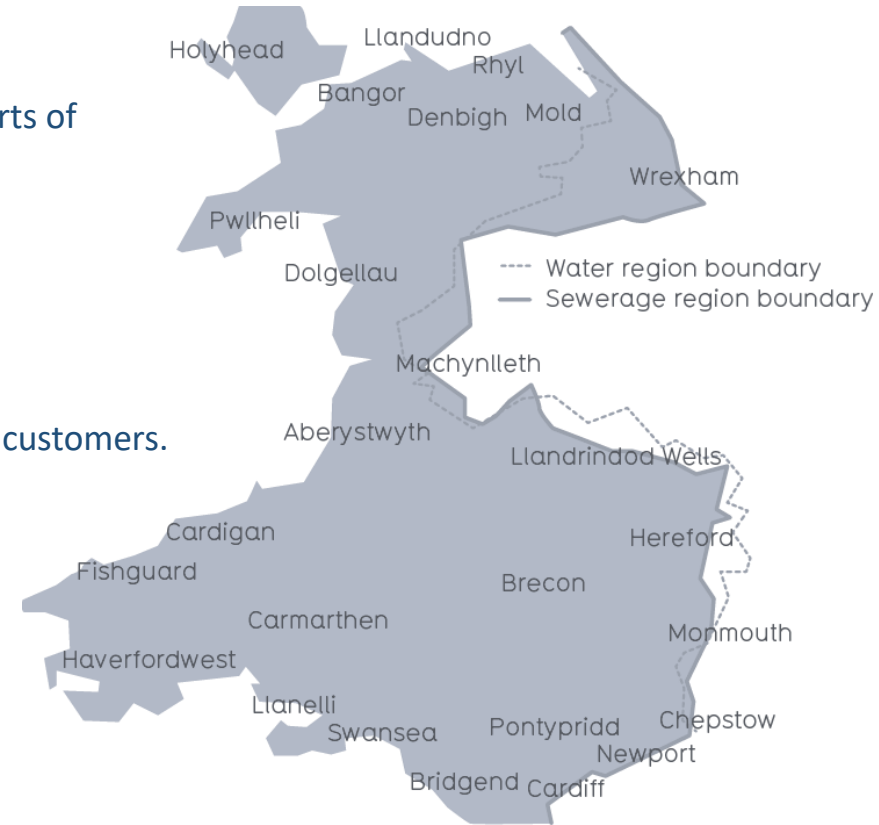 rts of
customers.
Holyhead
Llandudno
Rhyl
Bangor
Denbigh
Mold
Wrexham
Pwllheli
Dolgellau
Water region boundary
Sewerage region boundary
Machynlleth
Aberystwyth
Llandrindod Wells
Cardigan
Hereford
Fishguard
Brecon
Carmarthen
Monmouth
Haverfordwest
Llanelli
Swansea
Pontypridd
Chepstow
Newport
Bridgend
Cardiff